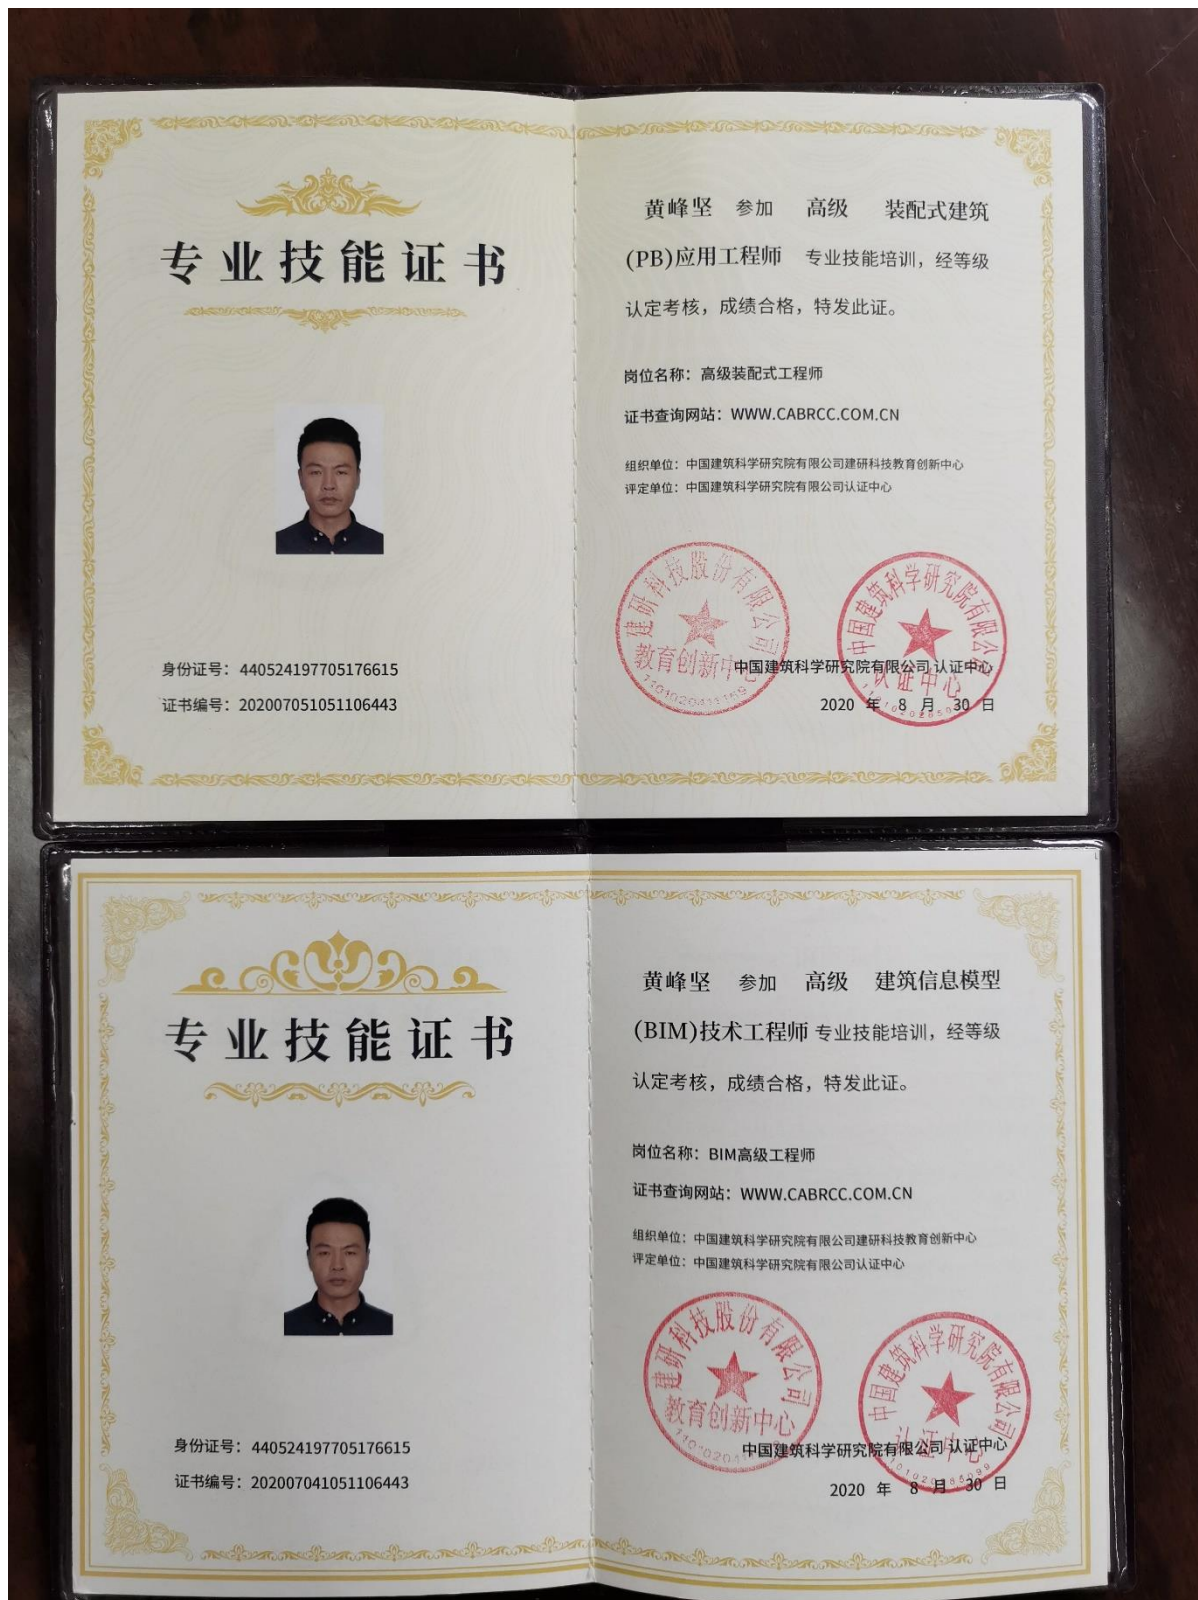 专业技能证书
身份证号：440524197705176615
证书编号：202007051051106443
黄峰坚 参加 高级 装配式建筑
(PB)应用工程师 专业技能培训，经等级
认定考核，成绩合格，特发此证。
岗位名称：高级装配式工程师
证书查询网站：WWW.CABRCC.COM.CN
组织单位：中国建筑科学研究院有限公司建研科技教育创新中心
评定单位：中国建筑科学研究院有限公司认证中心
建研科技股份有限公司
教育创新中心
中国建筑科学研究院有限公司
认证中心
中国建筑科学研究院有限公司 认证中心
2020 年 8 月 30 日
专业技能证书
身份证号：440524197705176615
证书编号：202007041051106443
黄峰坚 参加 高级 建筑信息模型
(BIM)技术工程师 专业技能培训，经等级
认定考核，成绩合格，特发此证。
岗位名称：BIM高级工程师
证书查询网站：WWW.CABRCC.COM.CN
组织单位：中国建筑科学研究院有限公司建研科技教育创新中心
评定单位：中国建筑科学研究院有限公司认证中心
建研科技股份有限公司
教育创新中心
中国建筑科学研究院有限公司
认证中心
中国建筑科学研究院有限公司 认证中心
2020 年 8 月 30 日